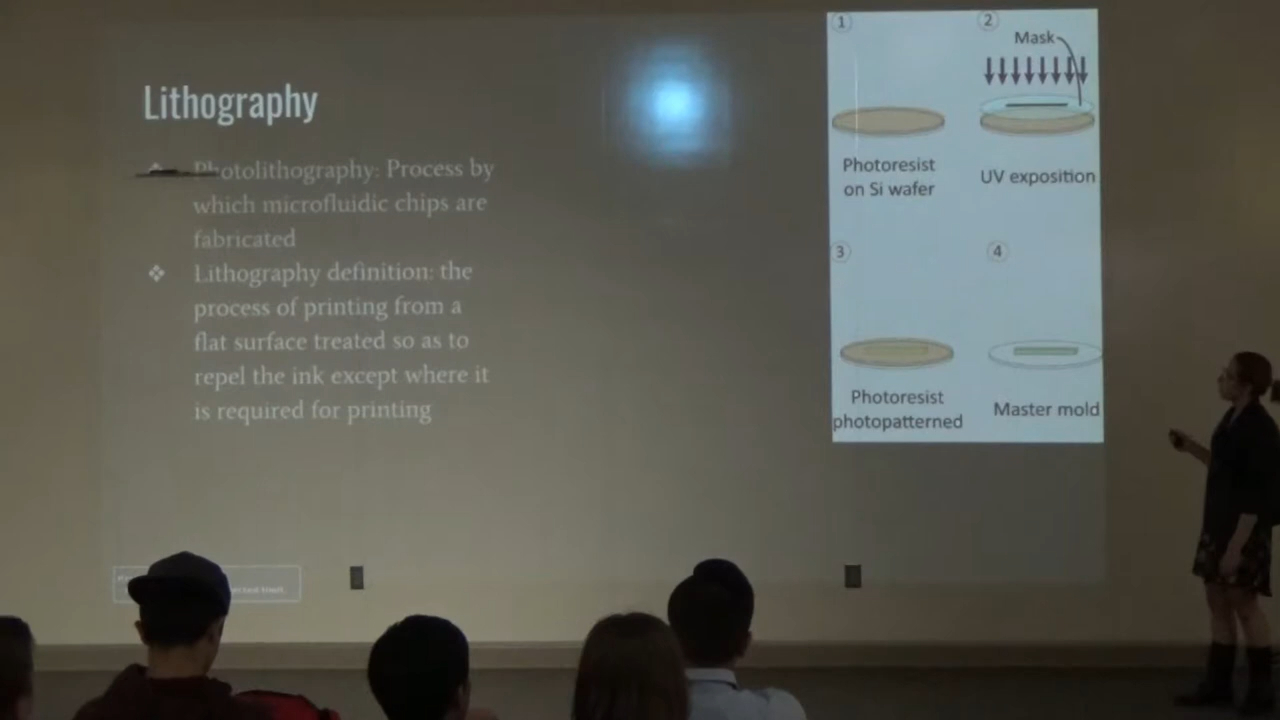 Lithography
❖ Photolithography: Process by
which microfluidic chips are
fabricated
❖ Lithography definition: the
process of printing from a
flat surface treated so as to
repel the ink except where it
is required for printing
1
Photoresist
on Si wafer
2
Mask
UV exposition
3
Photoresist
photopatterned
4
Master mold